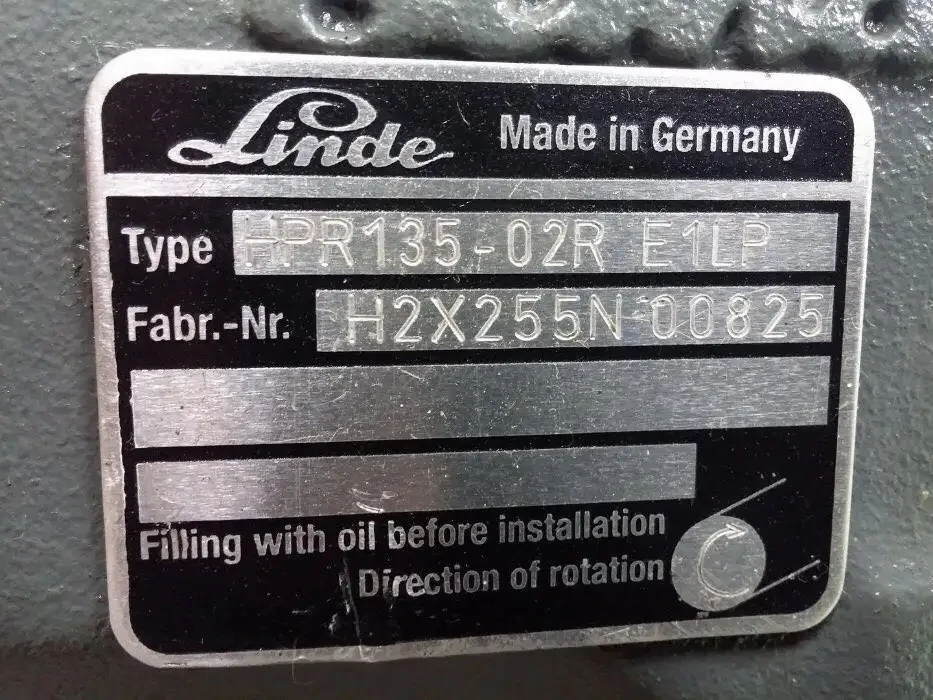 Linde Made in Germany
Type HPR135-02R E1LP
Fabr.-Nr. H2X255N 00825
Filling with oil before installation
Direction of rotation